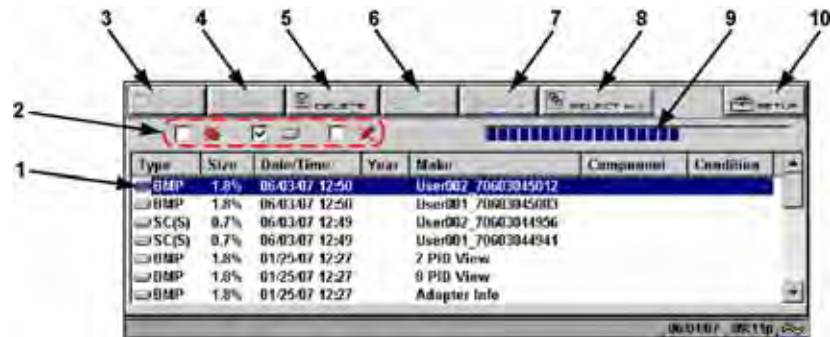 3 4 5 6 7 8 9 10
DELETE SELECT ALL SETUP
2
Type Size Date/Time Year Make Component Condition
1 BMP 1.8% 06/03/07 12:50 User002_70603045012
BMP 1.8% 06/03/07 12:50 User001_70603045003
SC(S) 0.7% 06/03/07 12:49 User002_70603044956
SC(S) 0.7% 06/03/07 12:49 User001_70603044941
BMP 1.8% 01/25/07 12:27 2 PID View
BMP 1.8% 01/25/07 12:27 8 PID View
BMP 1.8% 01/25/07 12:27 Adapter Info